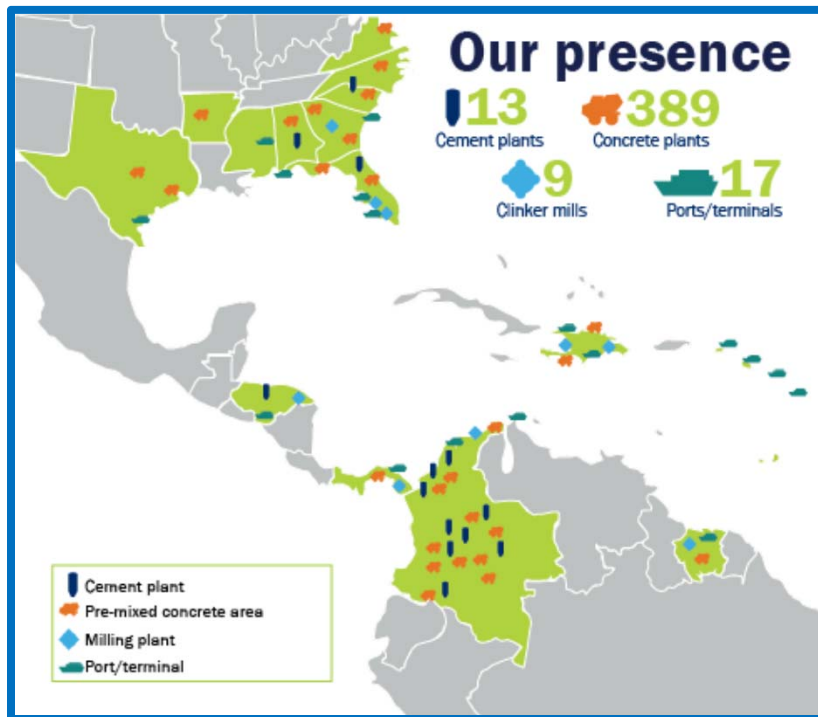 Our presence
13
Cement plants
389
Concrete plants
9
Clinker mills
17
Ports/terminals
Cement plant
Pre-mixed concrete area
Milling plant
Port/terminal